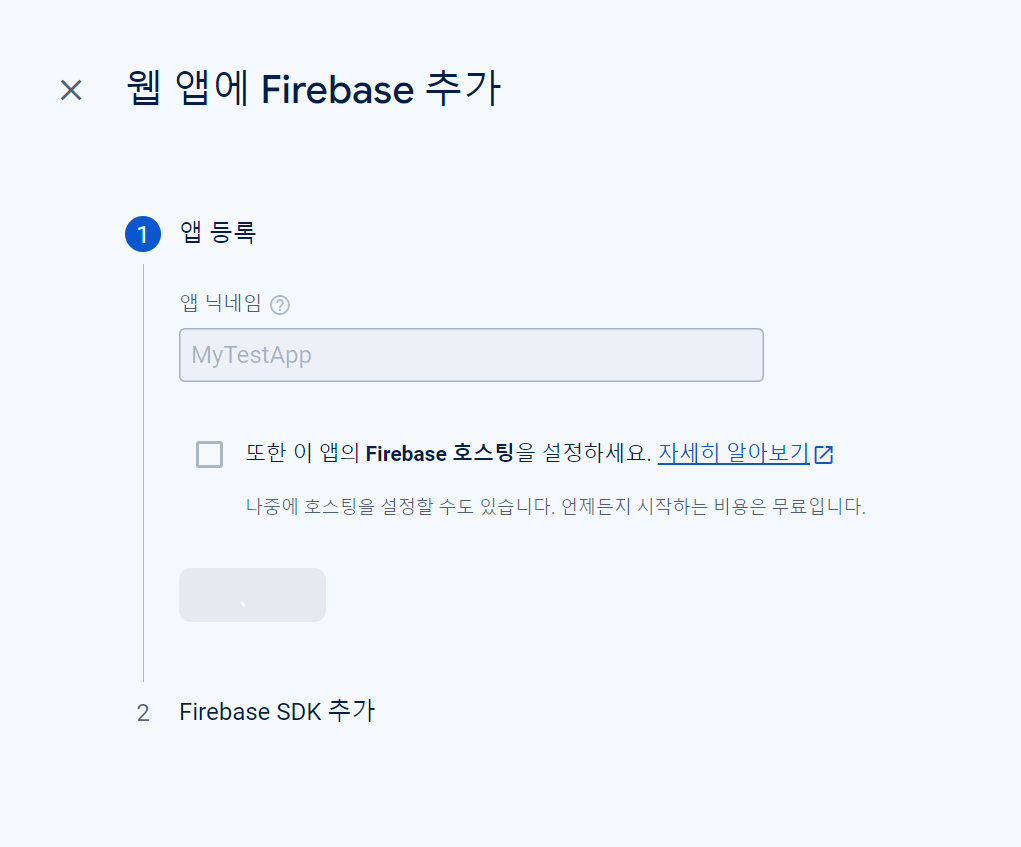 웹 앱에 Firebase 추가
1 앱 등록
앱 닉네임 ?
MyTestApp
또한 이 앱의 Firebase 호스팅을 설정하세요. 자세히 알아보기
나중에 호스팅을 설정할 수도 있습니다. 언제든지 시작하는 비용은 무료입니다.
2 Firebase SDK 추가